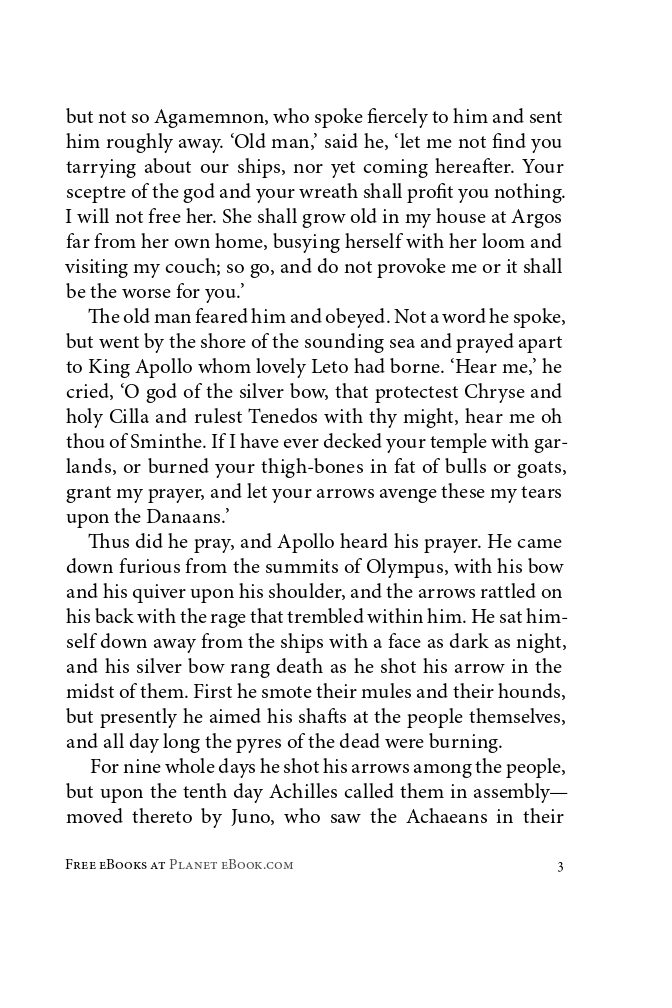 but not so Agamemnon, who spoke fiercely to him and sent
him roughly away. ‘Old man,’ said he, ‘let me not find you
tarrying about our ships, nor yet coming hereafter. Your
sceptre of the god and your wreath shall profit you nothing.
I will not free her. She shall grow old in my house at Argos
far from her own home, busying herself with her loom and
visiting my couch; so go, and do not provoke me or it shall
be the worse for you.’
The old man feared him and obeyed. Not a word he spoke,
but went by the shore of the sounding sea and prayed apart
to King Apollo whom lovely Leto had borne. ‘Hear me,’ he
cried, ‘O god of the silver bow, that protectest Chryse and
holy Cilla and rulest Tenedos with thy might, hear me oh
thou of Sminthe. If I have ever decked your temple with gar-
lands, or burned your thigh-bones in fat of bulls or goats,
grant my prayer, and let your arrows avenge these my tears
upon the Danaans.’
Thus did he pray, and Apollo heard his prayer. He came
down furious from the summits of Olympus, with his bow
and his quiver upon his shoulder, and the arrows rattled on
his back with the rage that trembled within him. He sat him-
self down away from the ships with a face as dark as night,
and his silver bow rang death as he shot his arrow in the
midst of them. First he smote their mules and their hounds,
but presently he aimed his shafts at the people themselves,
and all day long the pyres of the dead were burning.
For nine whole days he shot his arrows among the people,
but upon the tenth day Achilles called them in assembly—
moved thereto by Juno, who saw the Achaeans in their
Free eBooks at Planet eBook.com 3